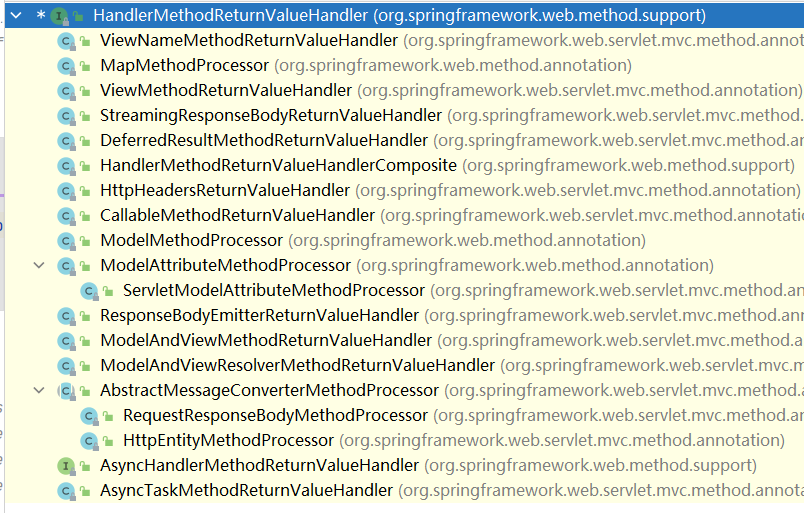 HandlerMethodReturnValueHandler (org.springframework.web.method.support)
ViewNameMethodReturnValueHandler (org.springframework.web.servlet.mvc.method.annota
MapMethodProcessor (org.springframework.web.method.annotation)
ViewMethodReturnValueHandler (org.springframework.web.servlet.mvc.method.annotation)
StreamingResponseBodyReturnValueHandler (org.springframework.web.servlet.mvc.method.
DeferredResultMethodReturnValueHandler (org.springframework.web.servlet.mvc.method.an
HandlerMethodReturnValueHandlerComposite (org.springframework.web.method.support)
HttpHeadersReturnValueHandler (org.springframework.web.servlet.mvc.method.annotation)
CallableMethodReturnValueHandler (org.springframework.web.servlet.mvc.method.annotatio
ModelMethodProcessor (org.springframework.web.method.annotation)
ModelAttributeMethodProcessor (org.springframework.web.method.annotation)
ServletModelAttributeMethodProcessor (org.springframework.web.servlet.mvc.method.an
ResponseBodyEmitterReturnValueHandler (org.springframework.web.servlet.mvc.method.ann
ModelAndViewMethodReturnValueHandler (org.springframework.web.servlet.mvc.method.an
ModelAndViewResolverMethodReturnValueHandler (org.springframework.web.servlet.mvc.
AbstractMessageConverterMethodProcessor (org.springframework.web.servlet.mvc.method.
RequestResponseBodyMethodProcessor (org.springframework.web.servlet.mvc.method.
HttpEntityMethodProcessor (org.springframework.web.servlet.mvc.method.annotation)
AsyncHandlerMethodReturnValueHandler (org.springframework.web.method.support)
AsyncTaskMethodReturnValueHandler (org.springframework.web.servlet.mvc.method.annot